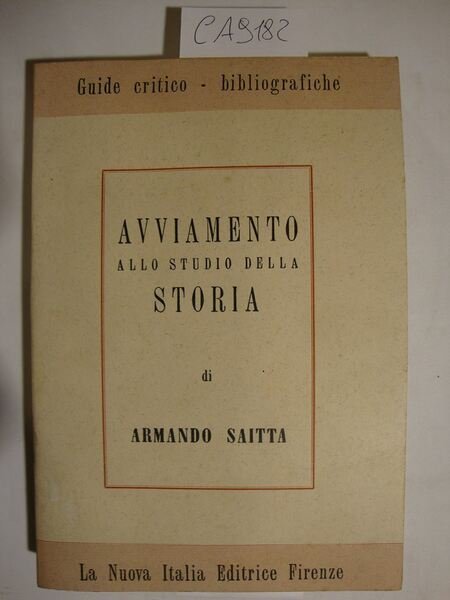 CA9182
Guide critico - bibliografiche
AVVIAMENTO
ALLO STUDIO DELLA
STORIA
di
ARMANDO SAITTA
La Nuova Italia Editrice Firenze